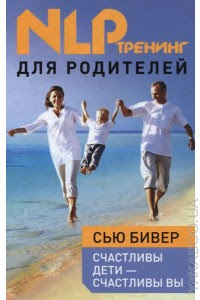 NLP ТРЕНИНГ
ДЛЯ РОДИТЕЛЕЙ
СЬЮ БИВЕР
СЧАСТЛИВЫ
ДЕТИ —
СЧАСТЛИВЫ ВЫ